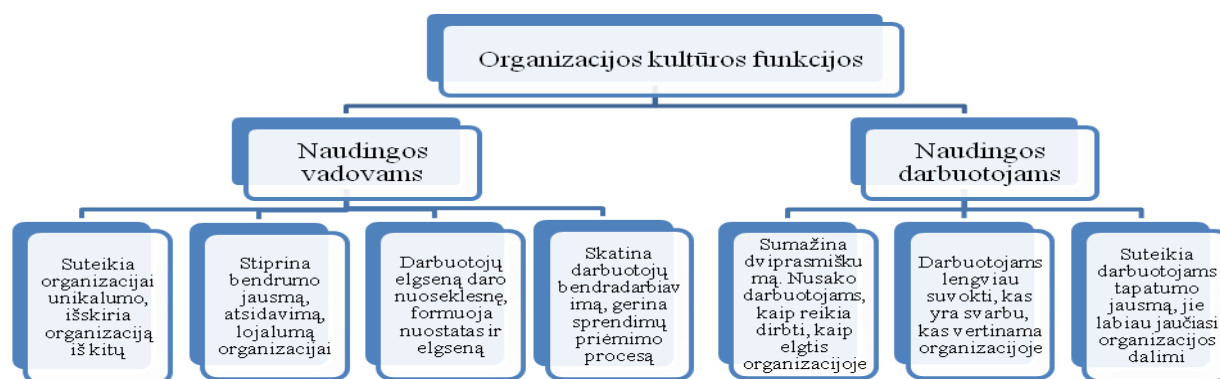 Organizacijos kultūros funkcijos
Naudingos
vadovams
Naudingos
darbuotojams
Suteikia
organizacijai
unikalumo,
išskiria
organizaciją
iš kitų
Stiprina
bendrumo
jausmą,
atsidavimą,
lojalumą
organizacijai
Darbuotojų
elgseną daro
nuoseklesnę,
formuoja
nuostatas ir
elgseną
Skatina
darbuotojų
bendradarbiav
imą, gerina
sprendimų
priėmimo
procesą
Sumažina
dviprasmišku
mą. Nusako
darbuotojams,
kaip reikia
dirbti, kaip
elgtis
organizacijoje
Darbuotojams
lengviau
suvokti, kas
yra svarbu,
kas vertinama
organizacijoje
Suteikia
darbuotojams
tapatumo
jausmą, jie
labiau jaučiasi
organizacijos
dalimi